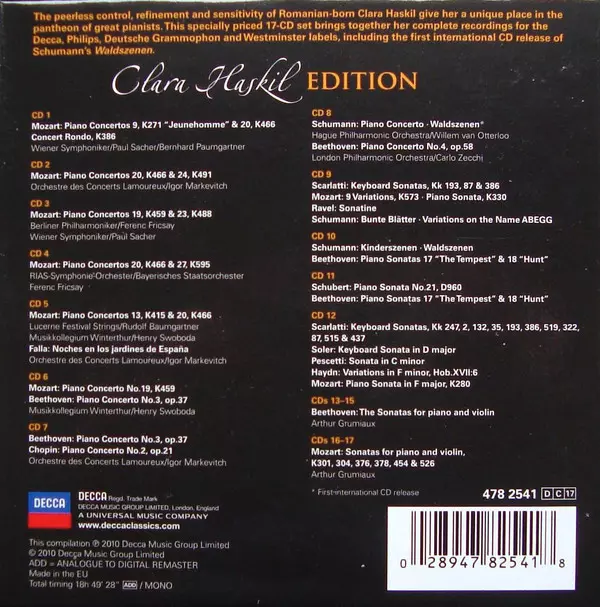 The peerless control, refinement and sensitivity of Romanian-born Clara Haskil give her a unique place in the
pantheon of great pianists. This specially priced 17-CD set brings together her complete recordings for the
Decca, Philips, Deutsche Grammophon and Westminster labels, including the first international CD release of
Schumann's Waldszenen.
Clara Haskil EDITION
CD 1
Mozart: Piano Concertos 9, K271 "Jeunehomme" & 20, K466
Concert Rondo, K386
Wiener Symphoniker/Paul Sacher/Bernhard Paumgartner
CD 2
Mozart: Piano Concertos 20, K466 & 24, K491
Orchestre des Concerts Lamoureux/Igor Markevitch
CD 3
Mozart: Piano Concertos 19, K459 & 23, K488
Berliner Philharmoniker/Ferenc Fricsay
Wiener Symphoniker/Paul Sacher
CD 4
Mozart: Piano Concertos 20, K466 & 27, K595
RIAS-Symphonie-Orchester/Bayerisches Staatsorchester
Ferenc Fricsay
CD 5
Mozart: Piano Concertos 13, K415 & 20, K466
Lucerne Festival Strings/Rudolf Baumgartner
Musikkollegium Winterthur/Henry Swoboda
Falla: Noches en los jardines de España
Orchestre des Concerts Lamoureux/Igor Markevitch
CD 6
Mozart: Piano Concerto No.19, K459
Beethoven: Piano Concerto No.3, op.37
Musikkollegium Winterthur/Henry Swoboda
CD 7
Beethoven: Piano Concerto No.3, op.37
Chopin: Piano Concerto No.2, op.21
Orchestre des Concerts Lamoureux/Igor Markevitch
CD 8
Schumann: Piano Concerto · Waldszenen*
Hague Philharmonic Orchestra/Willem van Otterloo
Beethoven: Piano Concerto No.4, op.58
London Philharmonic Orchestra/Carlo Zecchi
CD 9
Scarlatti: Keyboard Sonatas, Kk 193, 87 & 386
Mozart: 9 Variations, K573 · Piano Sonata, K330
Ravel: Sonatine
Schumann: Bunte Blätter · Variations on the Name ABEGG
CD 10
Schumann: Kinderszenen · Waldszenen
Beethoven: Piano Sonatas 17 "The Tempest" & 18 "Hunt"
CD 11
Schubert: Piano Sonata No.21, D960
Beethoven: Piano Sonatas 17 "The Tempest" & 18 "Hunt"
CD 12
Scarlatti: Keyboard Sonatas, Kk 247, 2, 132, 35, 193, 386, 519, 322,
87, 515 & 437
Soler: Keyboard Sonata in D major
Pescetti: Sonata in C minor
Haydn: Variations in F minor, Hob.XVII:6
Mozart: Piano Sonata in F major, K280
CDs 13–15
Beethoven: The Sonatas for piano and violin
Arthur Grumiaux
CDs 16–17
Mozart: Sonatas for piano and violin,
K301, 304, 376, 378, 454 & 526
Arthur Grumiaux
* First international CD release
478 2541 D C 17
DECCA
DECCA Regd. Trade Mark
DECCA MUSIC GROUP LIMITED, London, England
A UNIVERSAL MUSIC COMPANY
www.deccaclassics.com
This compilation ℗ 2010 Decca Music Group Limited
© 2010 Decca Music Group Limited
ADD = ANALOGUE TO DIGITAL REMASTER
Made in the EU
Total timing 18h 49' 28" ADD / MONO
0 28947 82541 8